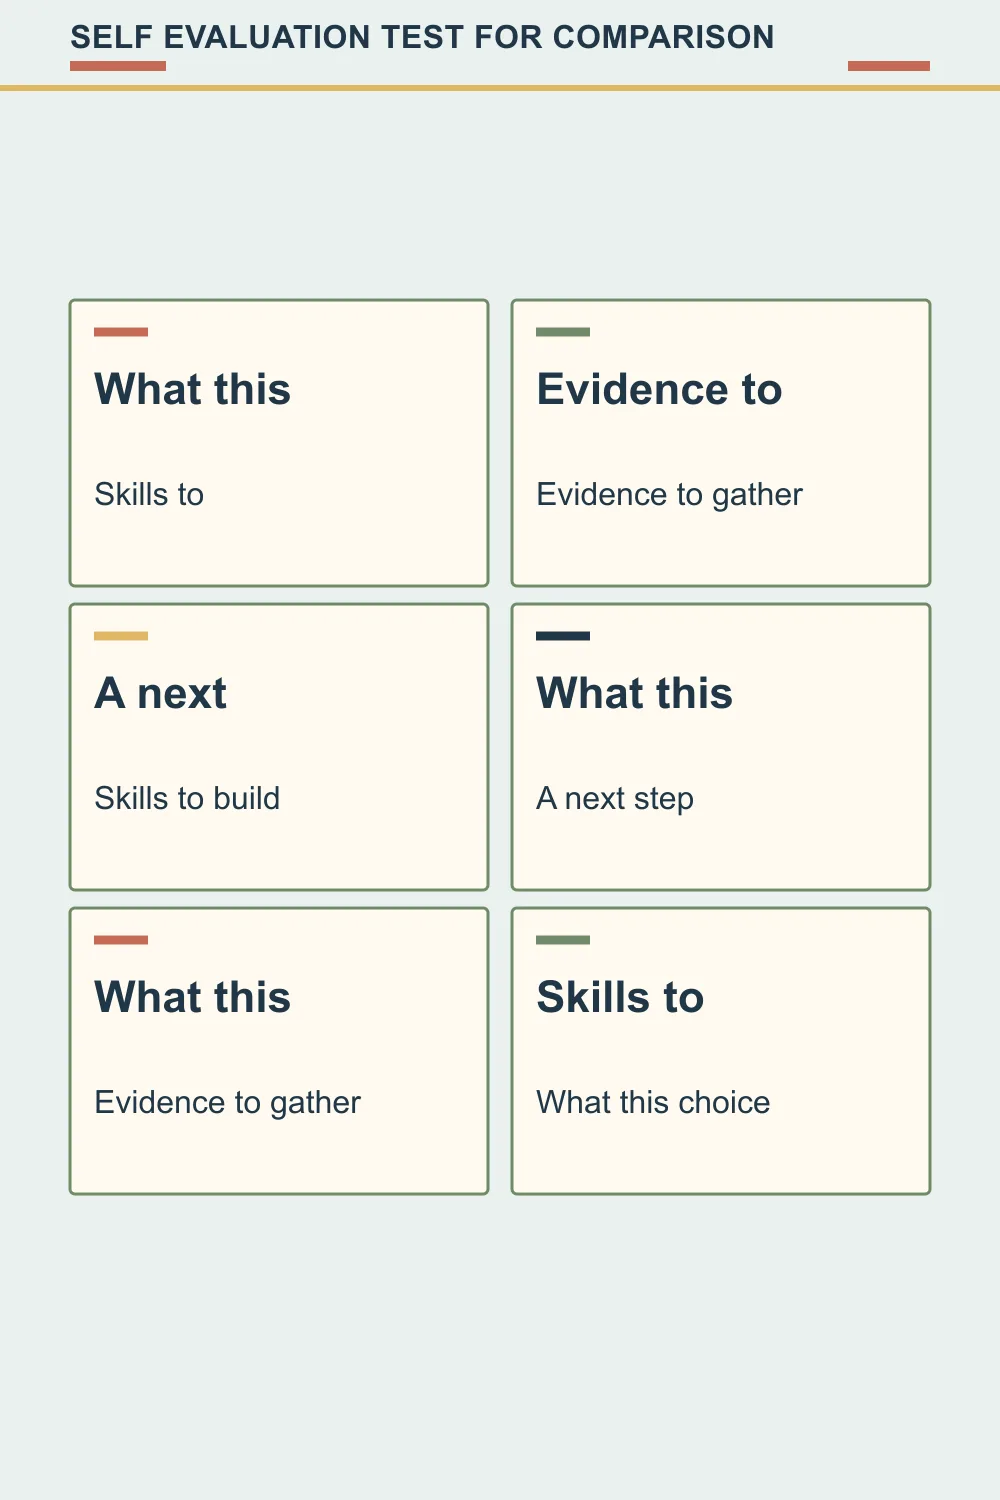 SELF EVALUATION TEST FOR COMPARISON
What this
Skills to
Evidence to
Evidence to gather
A next
Skills to build
What this
A next step
What this
Evidence to gather
Skills to
What this choice